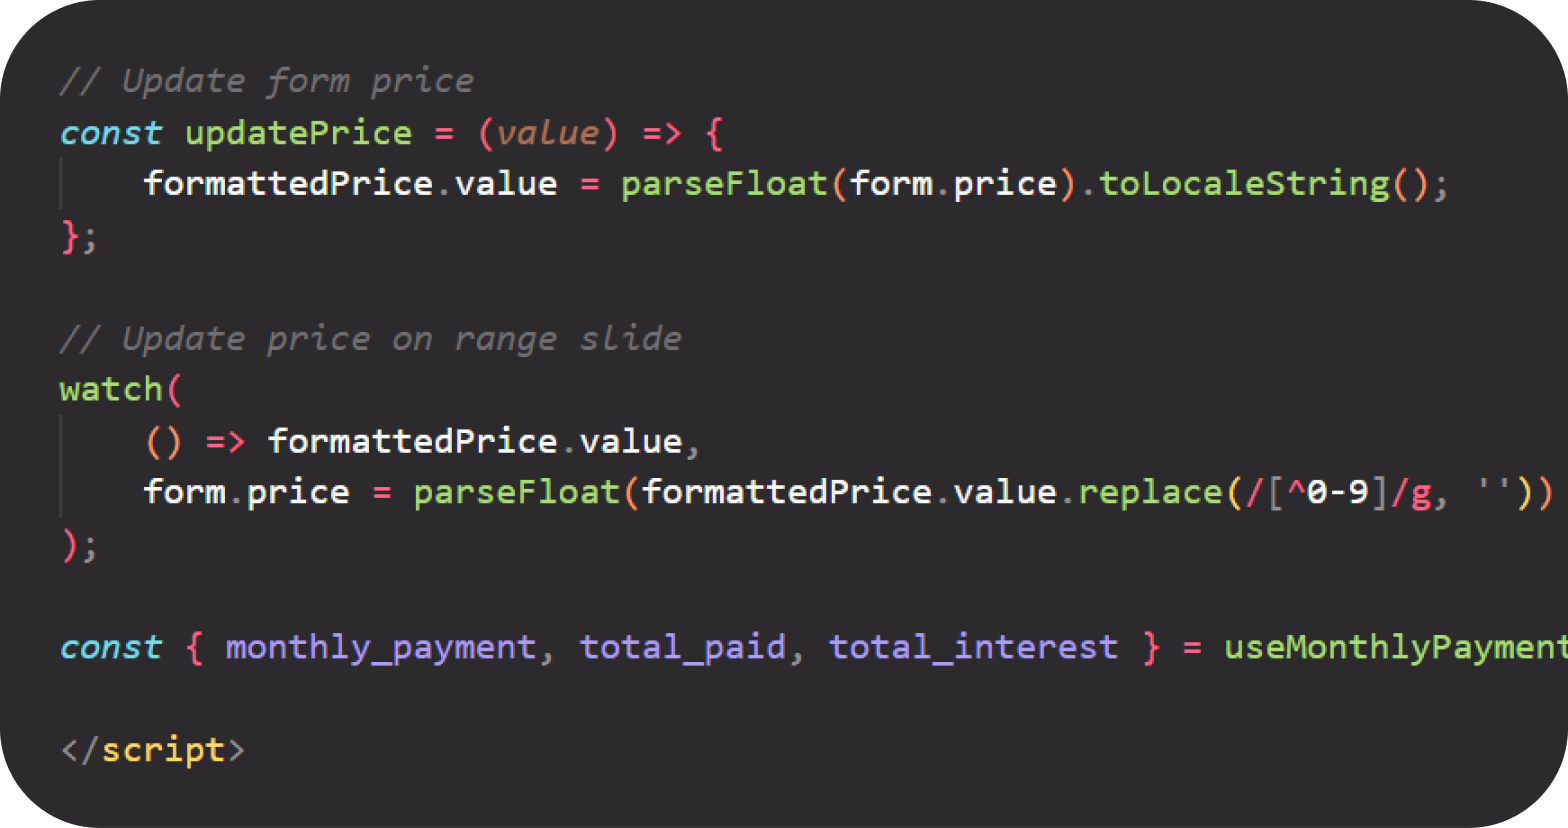 // Update form price
const updatePrice = (value) => {
    formattedPrice.value = parseFloat(form.price).toLocaleString();
};
// Update price on range slide
watch(
    () => formattedPrice.value,
    form.price = parseFloat(formattedPrice.value.replace(/[^0-9]/g, ''))
);
const { monthly_payment, total_paid, total_interest } = useMonthlyPayment
</script>